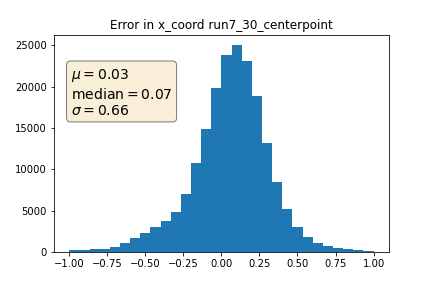 Error in x_coord run7_30_centerpoint
μ = 0.03
median = 0.07
σ = 0.66
25000
20000
15000
10000
5000
0
−1.00 −0.75 −0.50 −0.25 0.00 0.25 0.50 0.75 1.00